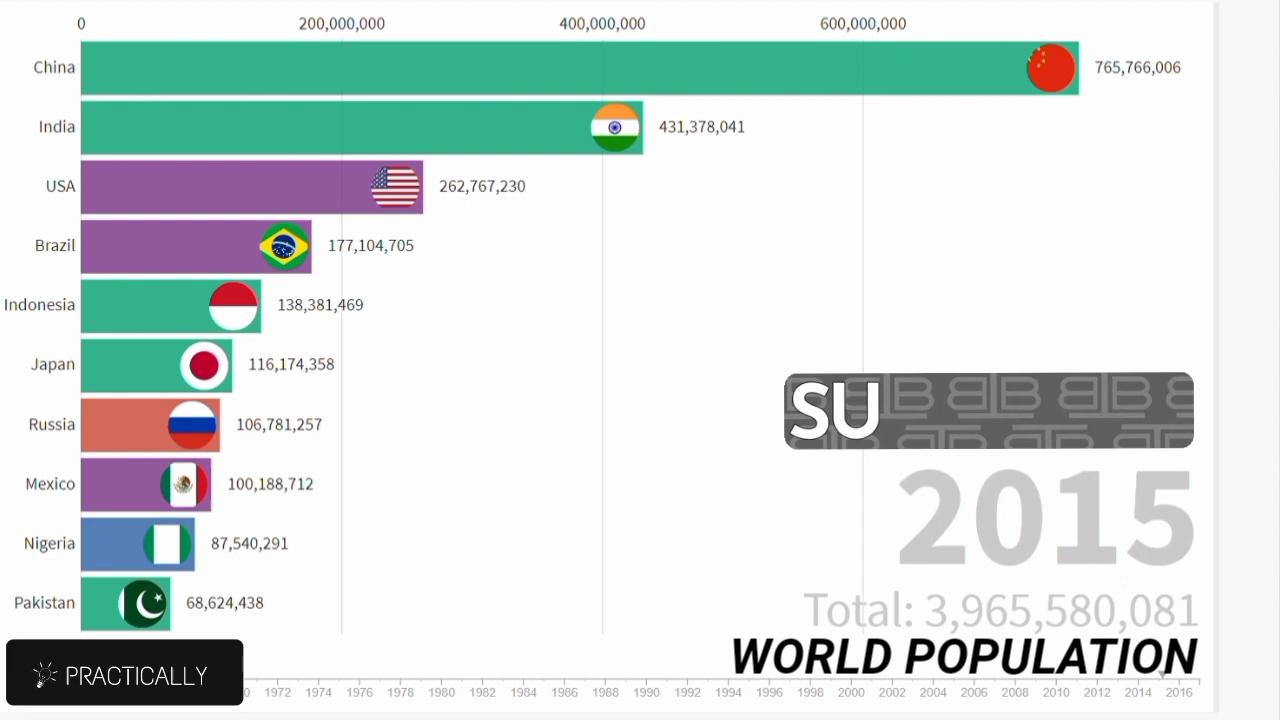 0 200,000,000 400,000,000 600,000,000
China 765,766,006
India 431,378,041
USA 262,767,230
Brazil 177,104,705
Indonesia 138,381,469
Japan 116,174,358
Russia 106,781,257
Mexico 100,188,712
Nigeria 87,540,291
Pakistan 68,624,438
SU
2015
Total: 3,965,580,081
WORLD POPULATION
PRACTICALLY
1972 1974 1976 1978 1980 1982 1984 1986 1988 1990 1992 1994 1996 1998 2000 2002 2004 2006 2008 2010 2012 2014 2016